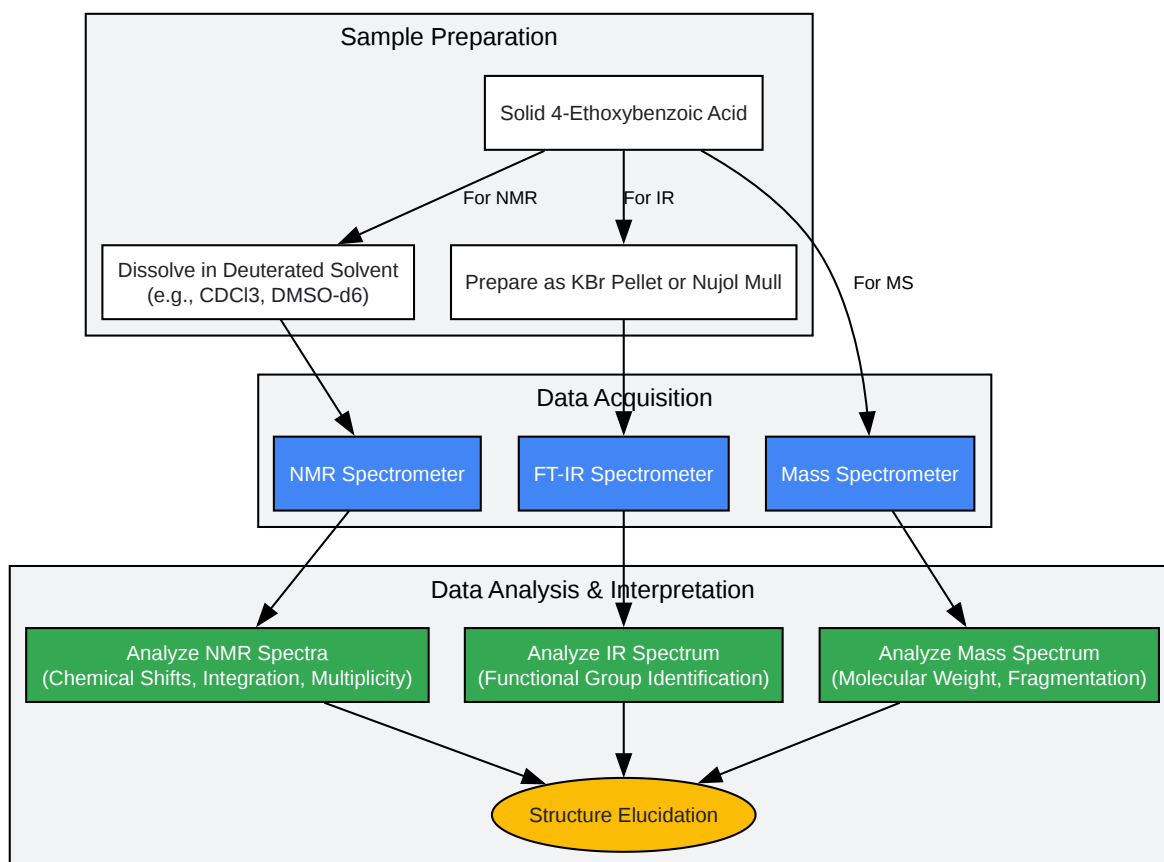 Sample Preparation
Solid 4-Ethoxybenzoic Acid
For NMR
For IR
Dissolve in Deuterated Solvent
(e.g., CDCl3, DMSO-d6)
Prepare as KBr Pellet or Nujol Mull
For MS
Data Acquisition
NMR Spectrometer
FT-IR Spectrometer
Mass Spectrometer
Data Analysis & Interpretation
Analyze NMR Spectra
(Chemical Shifts, Integration, Multiplicity)
Analyze IR Spectrum
(Functional Group Identification)
Analyze Mass Spectrum
(Molecular Weight, Fragmentation)
Structure Elucidation